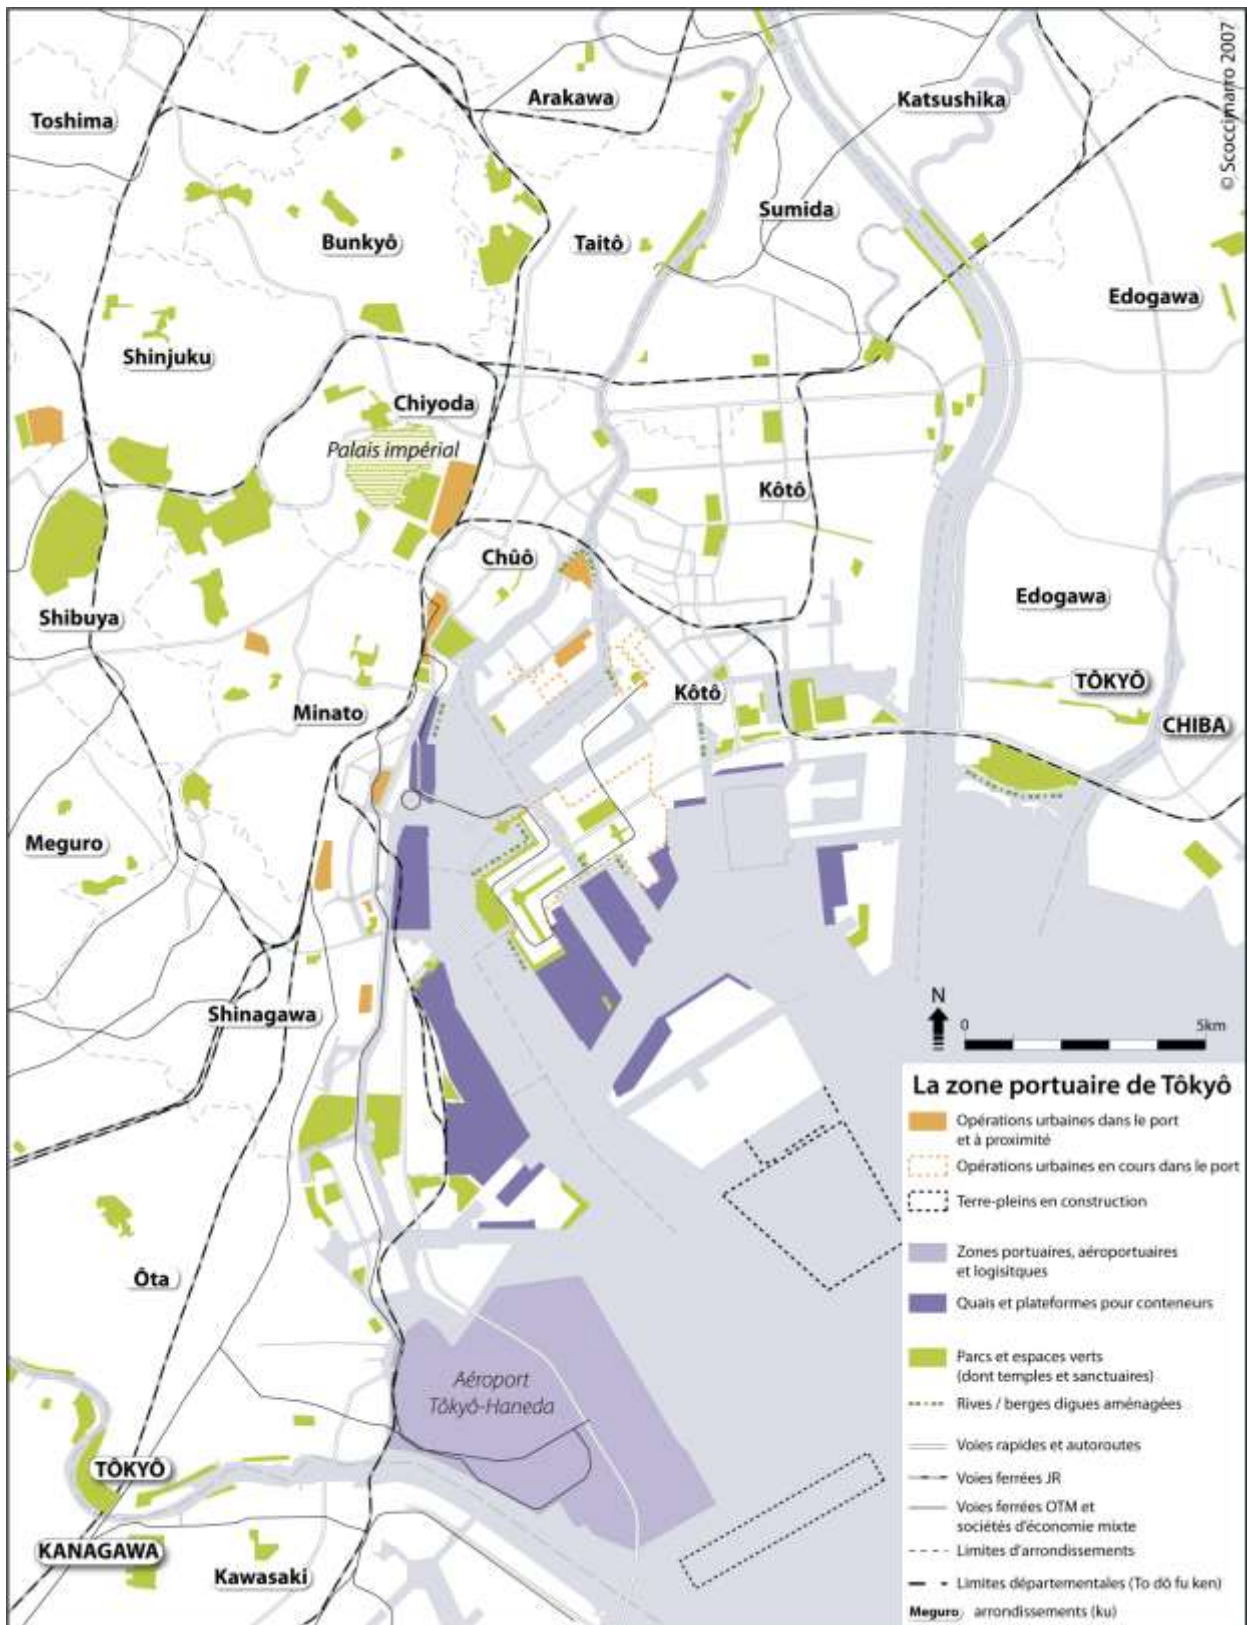 © Scoccimarro 2007
Toshima
Arakawa
Katsushika
Sumida
Bunkyô
Taitô
Edogawa
Shinjuku
Chiyoda
Palais impérial
Kôtô
Chûô
Edogawa
Shibuya
Kôtô
TÔKYÔ
Minato
CHIBA
Meguro
N
Shinagawa
0 5km
La zone portuaire de Tôkyô
Opérations urbaines dans le port
et à proximité
Opérations urbaines en cours dans le port
Terre-pleins en construction
Zones portuaires, aéroportuaires
et logisitques
Quais et plateformes pour conteneurs
Parcs et espaces verts
(dont temples et sanctuaires)
Rives / berges digues aménagées
Voies rapides et autoroutes
Voies ferrées JR
Voies ferrées OTM et
sociétés d'économie mixte
Limites d'arrondissements
Limites départementales (To dô fu ken)
Meguro arrondissements (ku)
Ôta
Aéroport
Tôkyô-Haneda
TÔKYÔ
KANAGAWA
Kawasaki